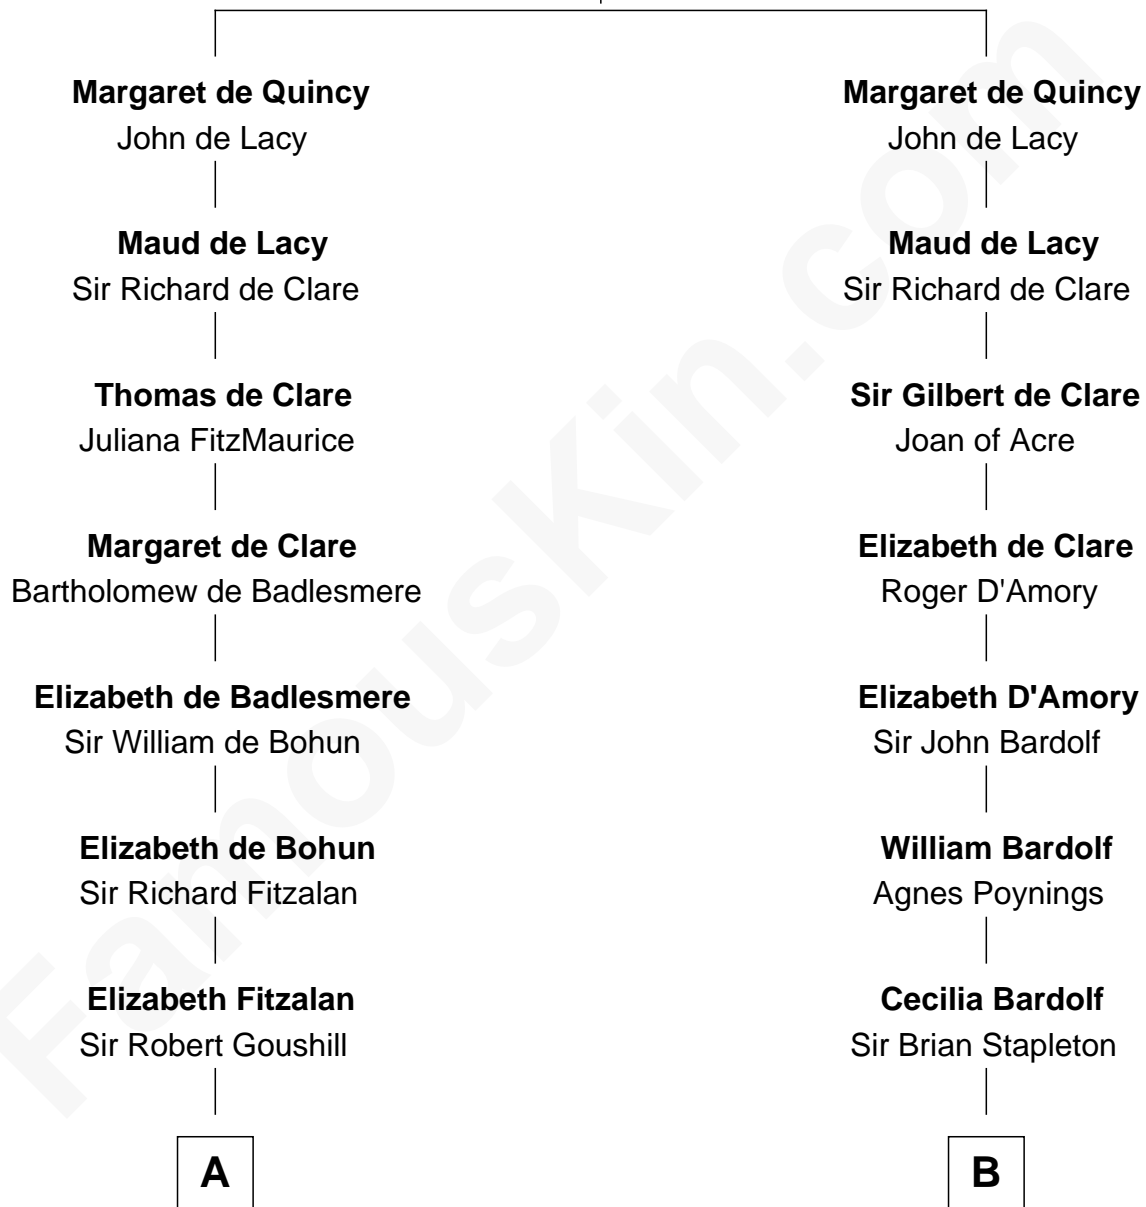 Margaret de Quincy
John de Lacy
Maud de Lacy
Sir Richard de Clare
Thomas de Clare
Juliana FitzMaurice
Margaret de Clare
Bartholomew de Badlesmere
Elizabeth de Badlesmere
Sir William de Bohun
Elizabeth de Bohun
Sir Richard Fitzalan
Elizabeth Fitzalan
Sir Robert Goushill
A
Margaret de Quincy
John de Lacy
Maud de Lacy
Sir Richard de Clare
Sir Gilbert de Clare
Joan of Acre
Elizabeth de Clare
Roger D'Amory
Elizabeth D'Amory
Sir John Bardolf
William Bardolf
Agnes Poynings
Cecilia Bardolf
Sir Brian Stapleton
B
FamousKin.com